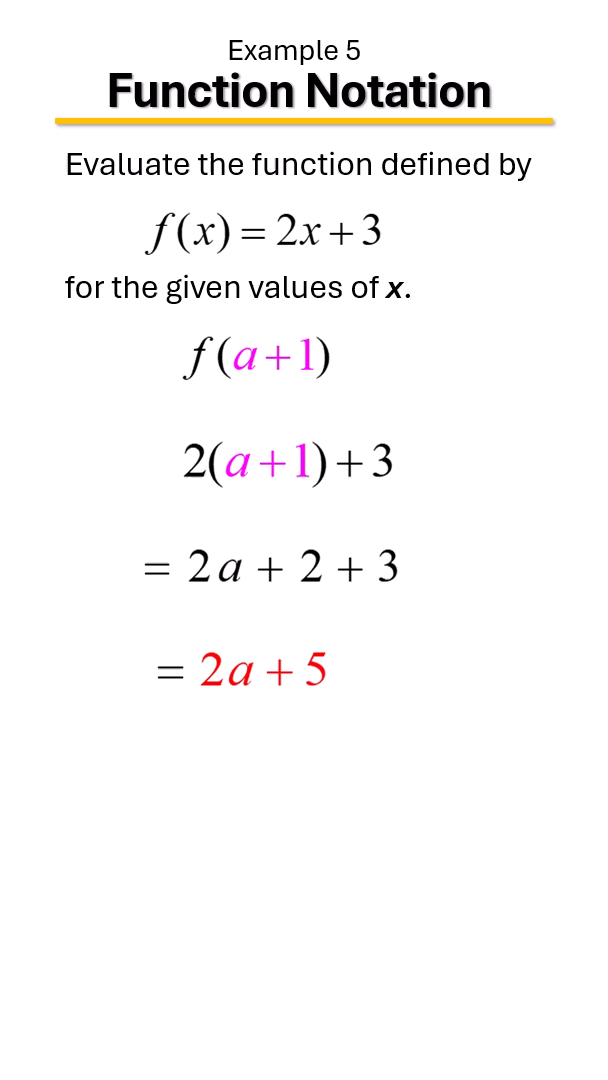 Example 5
Function Notation
Evaluate the function defined by
f(x) = 2x + 3
for the given values of x.
f(a + 1)
2(a + 1) + 3
= 2a + 2 + 3
= 2a + 5